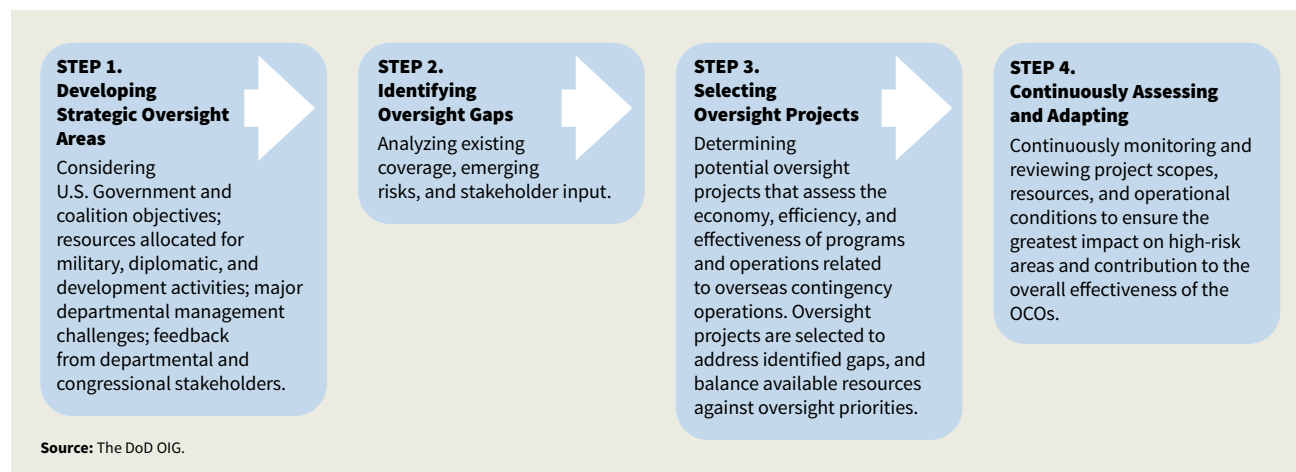 STEP 1.
Developing
Strategic Oversight
Areas
Considering
U.S. Government and
coalition objectives;
resources allocated for
military, diplomatic, and
development activities; major
departmental management
challenges; feedback
from departmental and
congressional stakeholders.
STEP 2.
Identifying
Oversight Gaps
Analyzing existing
coverage, emerging
risks, and stakeholder input.
STEP 3.
Selecting
Oversight Projects
Determining
potential oversight
projects that assess the
economy, efficiency, and
effectiveness of programs
and operations related
to overseas contingency
operations. Oversight
projects are selected to
address identified gaps, and
balance available resources
against oversight priorities.
STEP 4.
Continuously Assessing
and Adapting
Continuously monitoring and
reviewing project scopes,
resources, and operational
conditions to ensure the
greatest impact on high-risk
areas and contribution to the
overall effectiveness of the
OCOs.
Source: The DoD OIG.